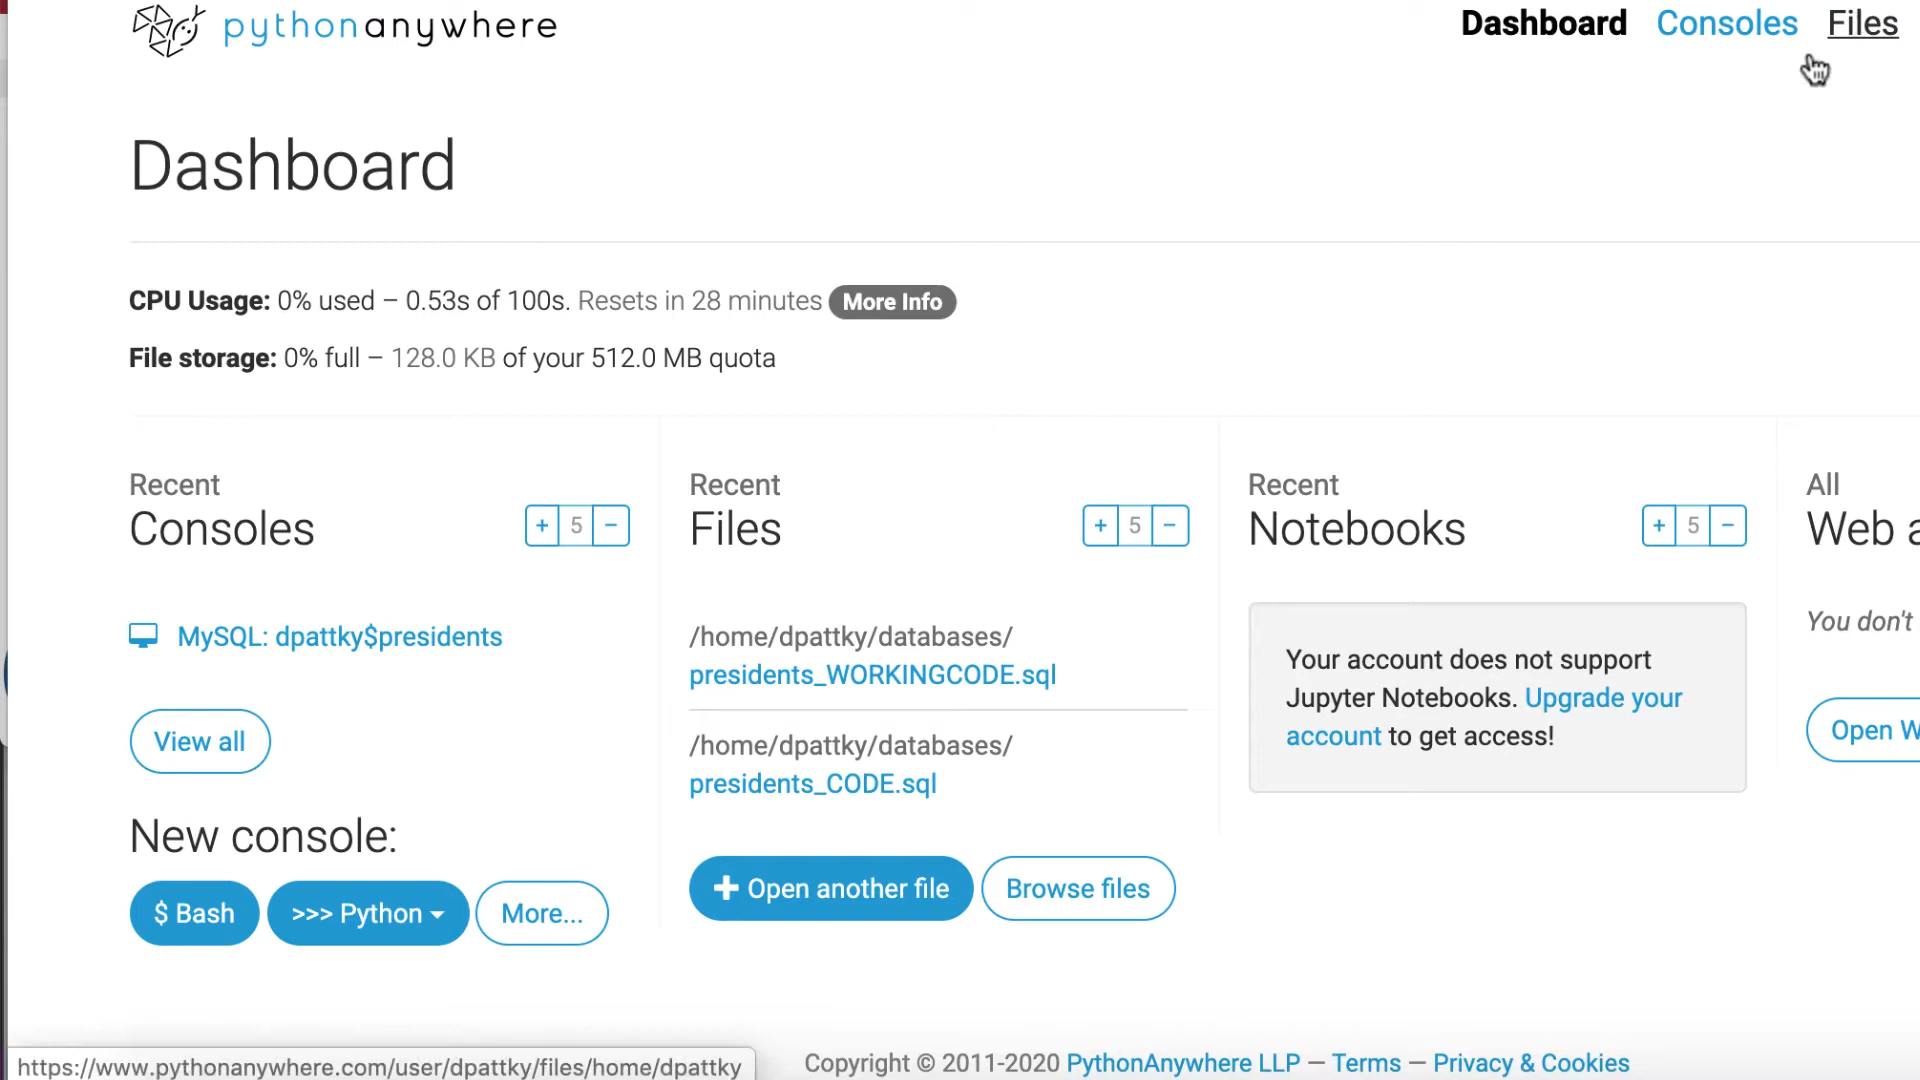 pythonanywhere
Dashboard Consoles Files
Dashboard
CPU Usage: 0% used – 0.53s of 100s. Resets in 28 minutes More Info
File storage: 0% full – 128.0 KB of your 512.0 MB quota
Recent
Consoles + 5 −
MySQL: dpattky$presidents
View all
New console:
$ Bash >>> Python More...
Recent
Files + 5 −
/home/dpattky/databases/
presidents_WORKINGCODE.sql
/home/dpattky/databases/
presidents_CODE.sql
+ Open another file Browse files
Recent
Notebooks + 5 −
Your account does not support
Jupyter Notebooks. Upgrade your
account to get access!
All
Web a
You don't
Open W
https://www.pythonanywhere.com/user/dpattky/files/home/dpattky
Copyright © 2011-2020 PythonAnywhere LLP — Terms — Privacy & Cookies